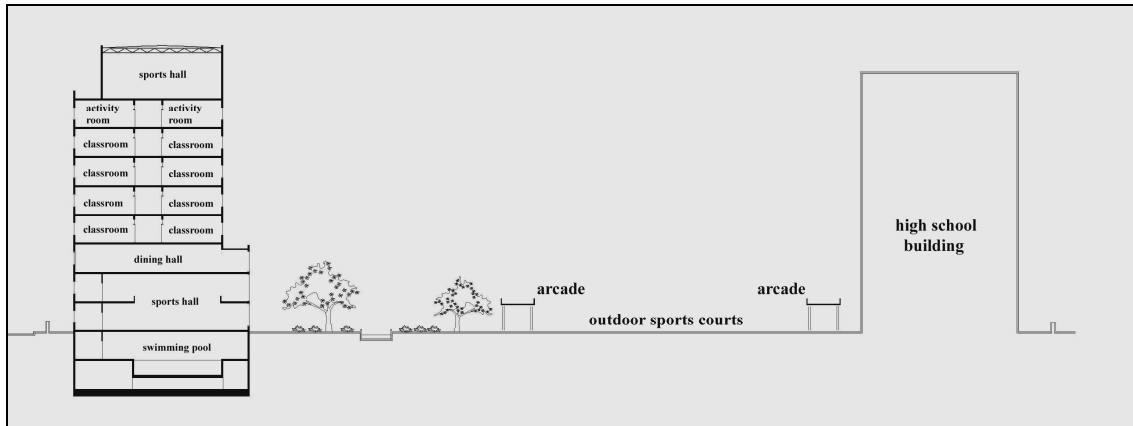 sports hall
activity
room
activity
room
classroom
classroom
classroom
classroom
classrom
classroom
classroom
classroom
dining hall
sports hall
swimming pool
arcade
arcade
outdoor sports courts
high school
building